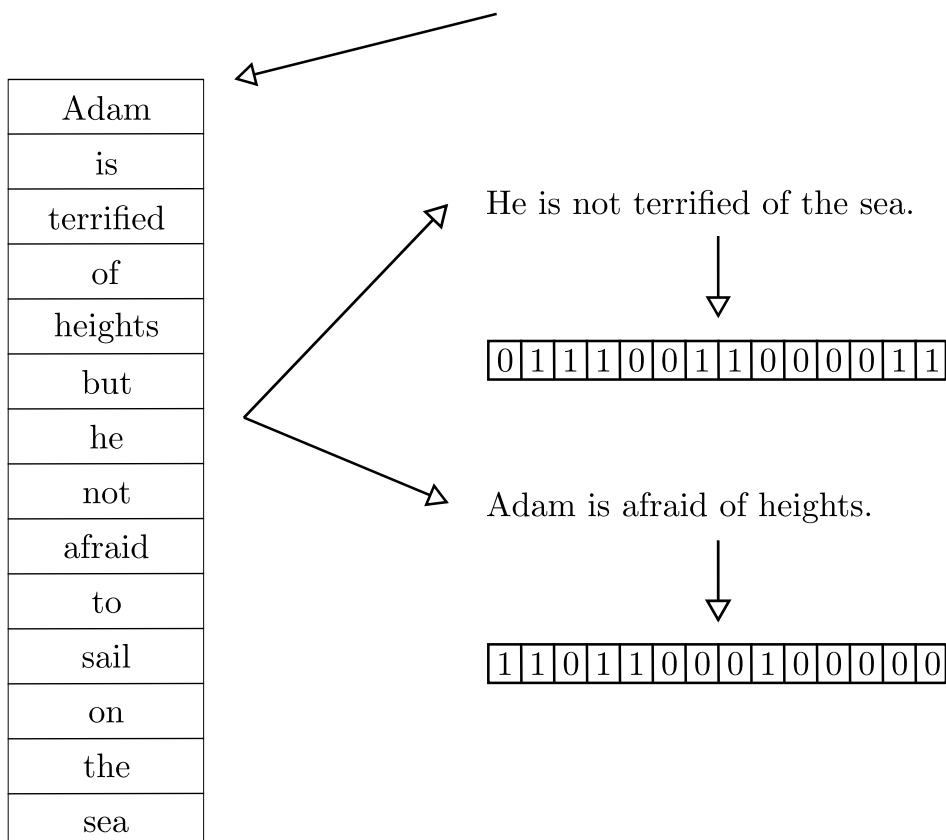 Adam
is
terrified
of
heights
but
he
not
afraid
to
sail
on
the
sea
He is not terrified of the sea.
0 1 1 1 0 0 1 1 0 0 0 0 1 1
Adam is afraid of heights.
1 1 0 1 1 0 0 0 1 0 0 0 0 0